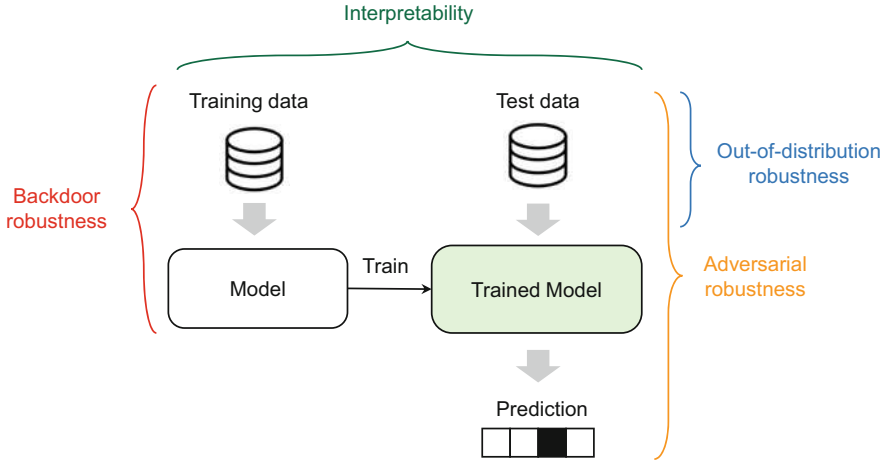 Interpretability
Training data
Test data
Out-of-distribution
robustness
Backdoor
robustness
Train
Model
Trained Model
Adversarial
robustness
Prediction